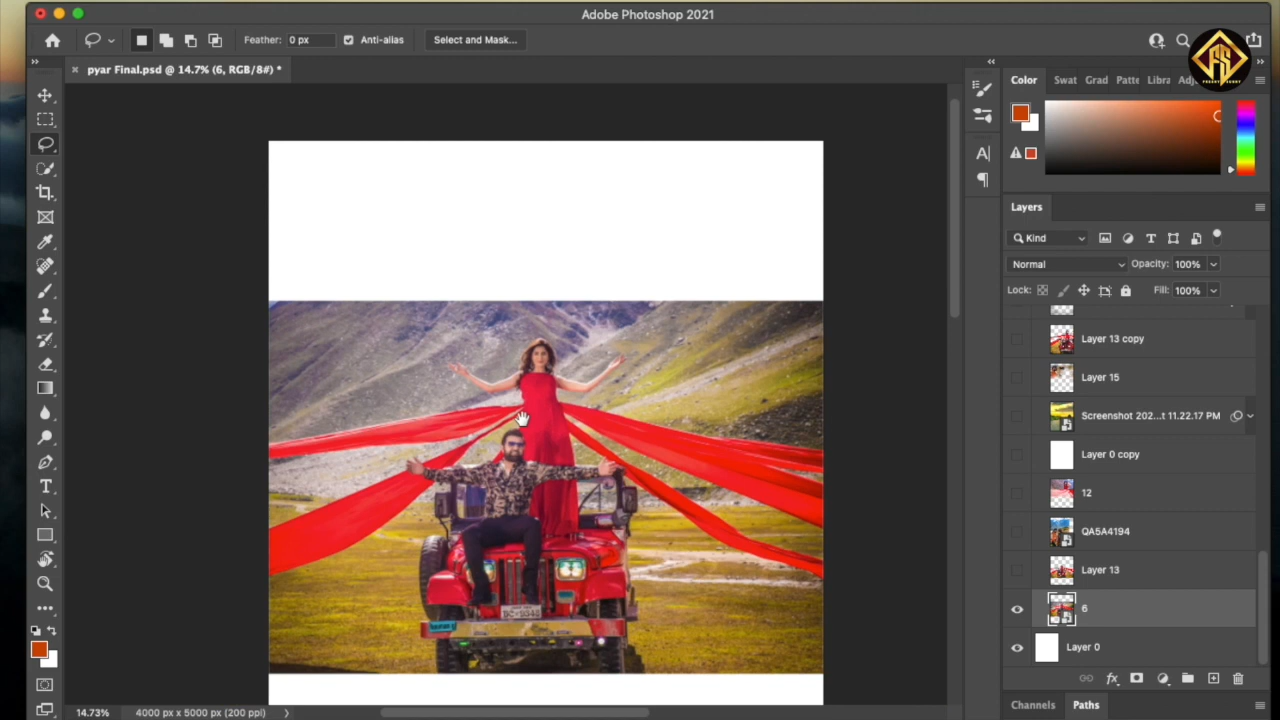 Adobe Photoshop 2021
Feather: 0 px Anti-alias Select and Mask...
FS
pyar Final.psd @ 14.7% (6, RGB/8#) *
Color Swat Grad Patte Libra
Layers
Kind
Normal Opacity: 100%
Lock: Fill: 100%
Layer 13 copy
Layer 15
Screenshot 202...t 11.22.17 PM
Layer 0 copy
12
QA5A4194
Layer 13
6
Layer 0
14.73% 4000 px x 5000 px (200 ppi)
Channels Paths